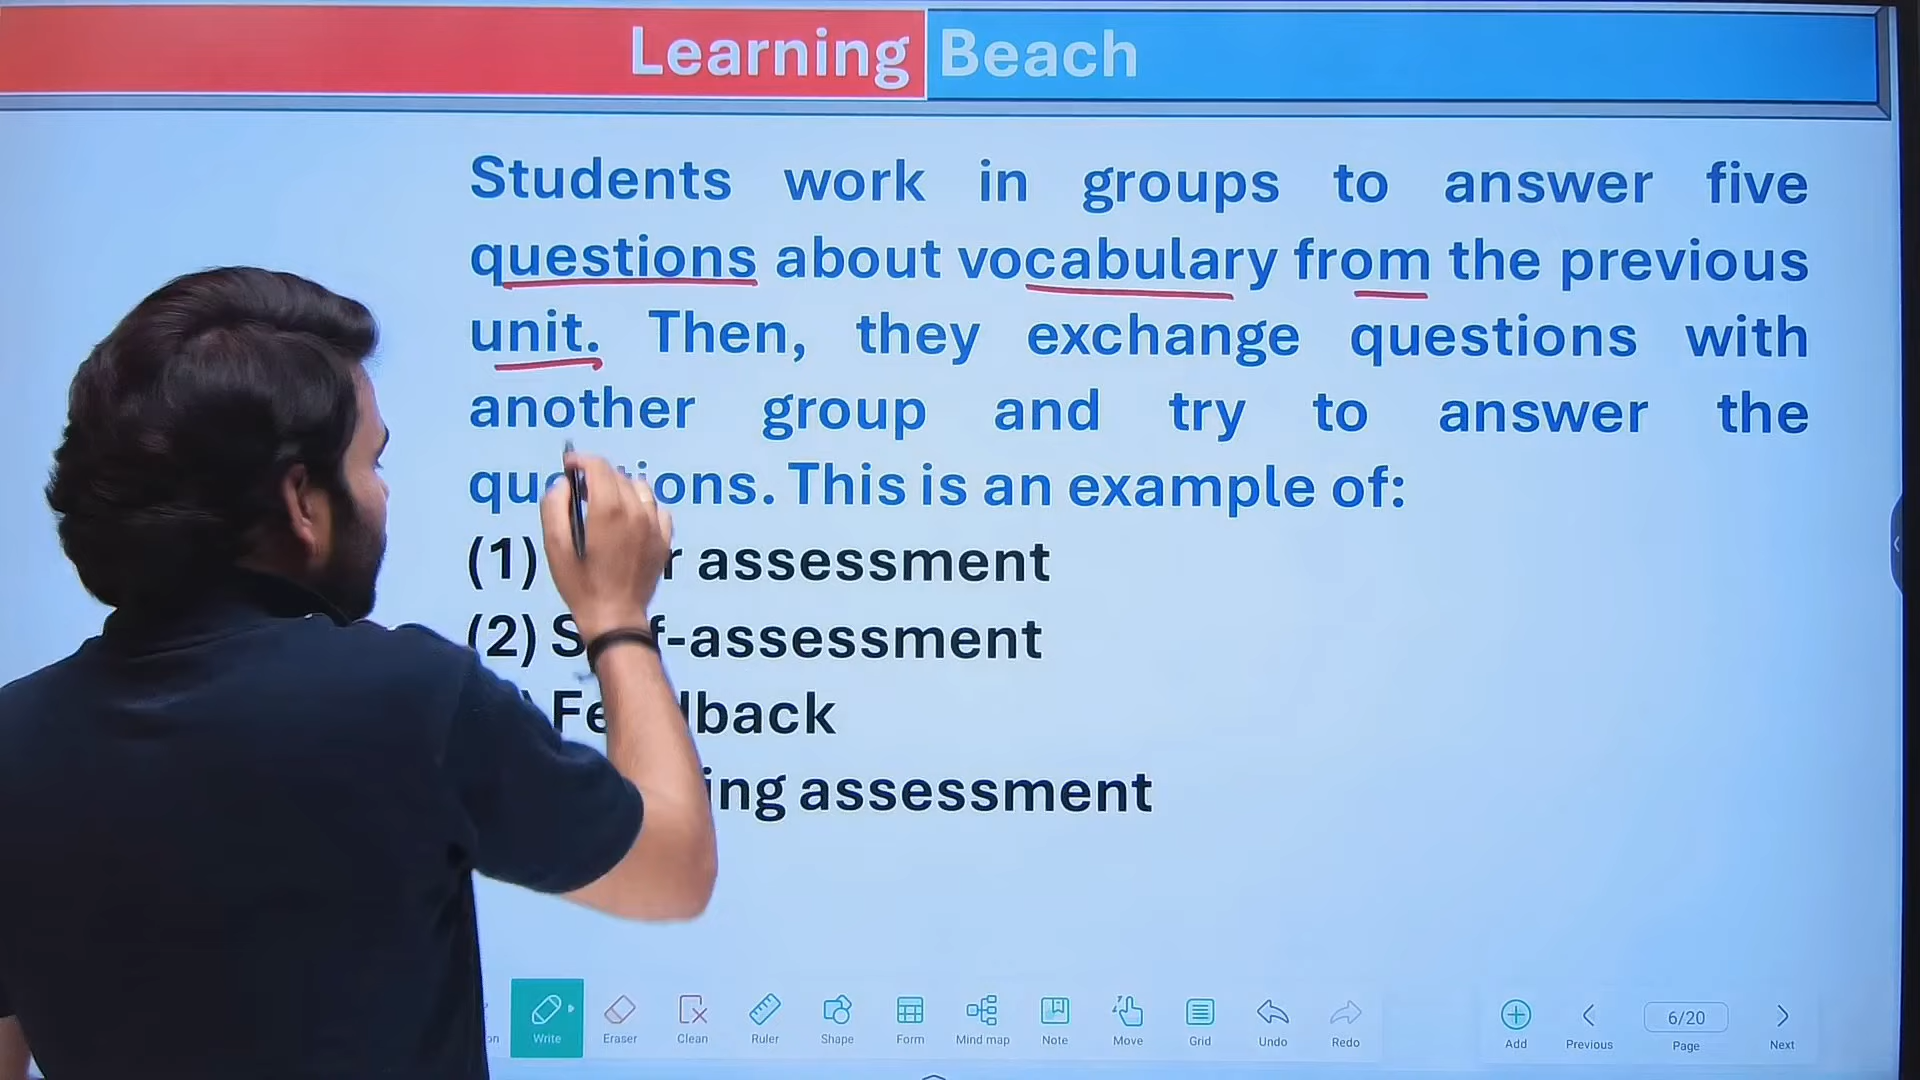 Learning Beach
Students work in groups to answer five
questions about vocabulary from the previous
unit. Then, they exchange questions with
another group and try to answer the
questions. This is an example of:
(1) assessment
(2) Self-assessment
Feedback
assessment
Write
Eraser
Clean
Ruler
Shape
Form
Mind map
Note
Move
Grid
Undo
Redo
Add
Previous
6/20
Page
Next